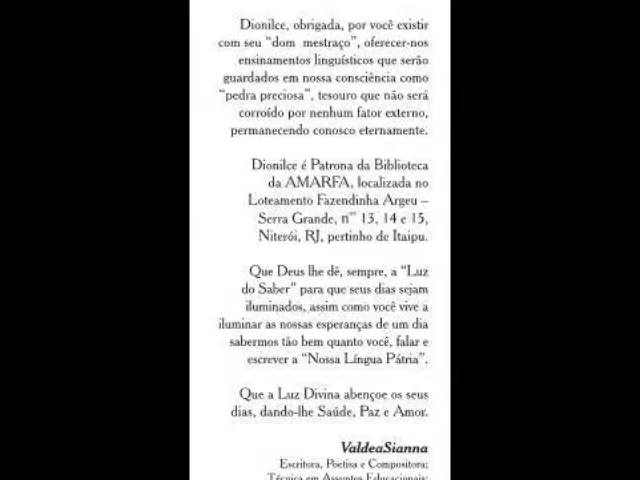 Dionilce, obrigada, por você existir
com seu "dom mestraço", oferecer-nos
ensinamentos linguísticos que serão
guardados em nossa consciência como
"pedra preciosa", tesouro que não será
corroído por nenhum fator externo,
permanecendo conosco eternamente.
Dionilce é Patrona da Biblioteca
da AMARFA, localizada no
Loteamento Fazendinha Argeu –
Serra Grande, nºˢ 13, 14 e 15,
Niterói, RJ, pertinho de Itaipu.
Que Deus lhe dê, sempre, a "Luz
do Saber" para que seus dias sejam
iluminados, assim como você vive a
iluminar as nossas esperanças de um dia
sabermos tão bem quanto você, falar e
escrever a "Nossa Língua Pátria".
Que a Luz Divina abençoe os seus
dias, dando-lhe Saúde, Paz e Amor.
ValdeaSianna
Escritora, Poetisa e Compositora;
Técnica em Assuntos Educacionais;